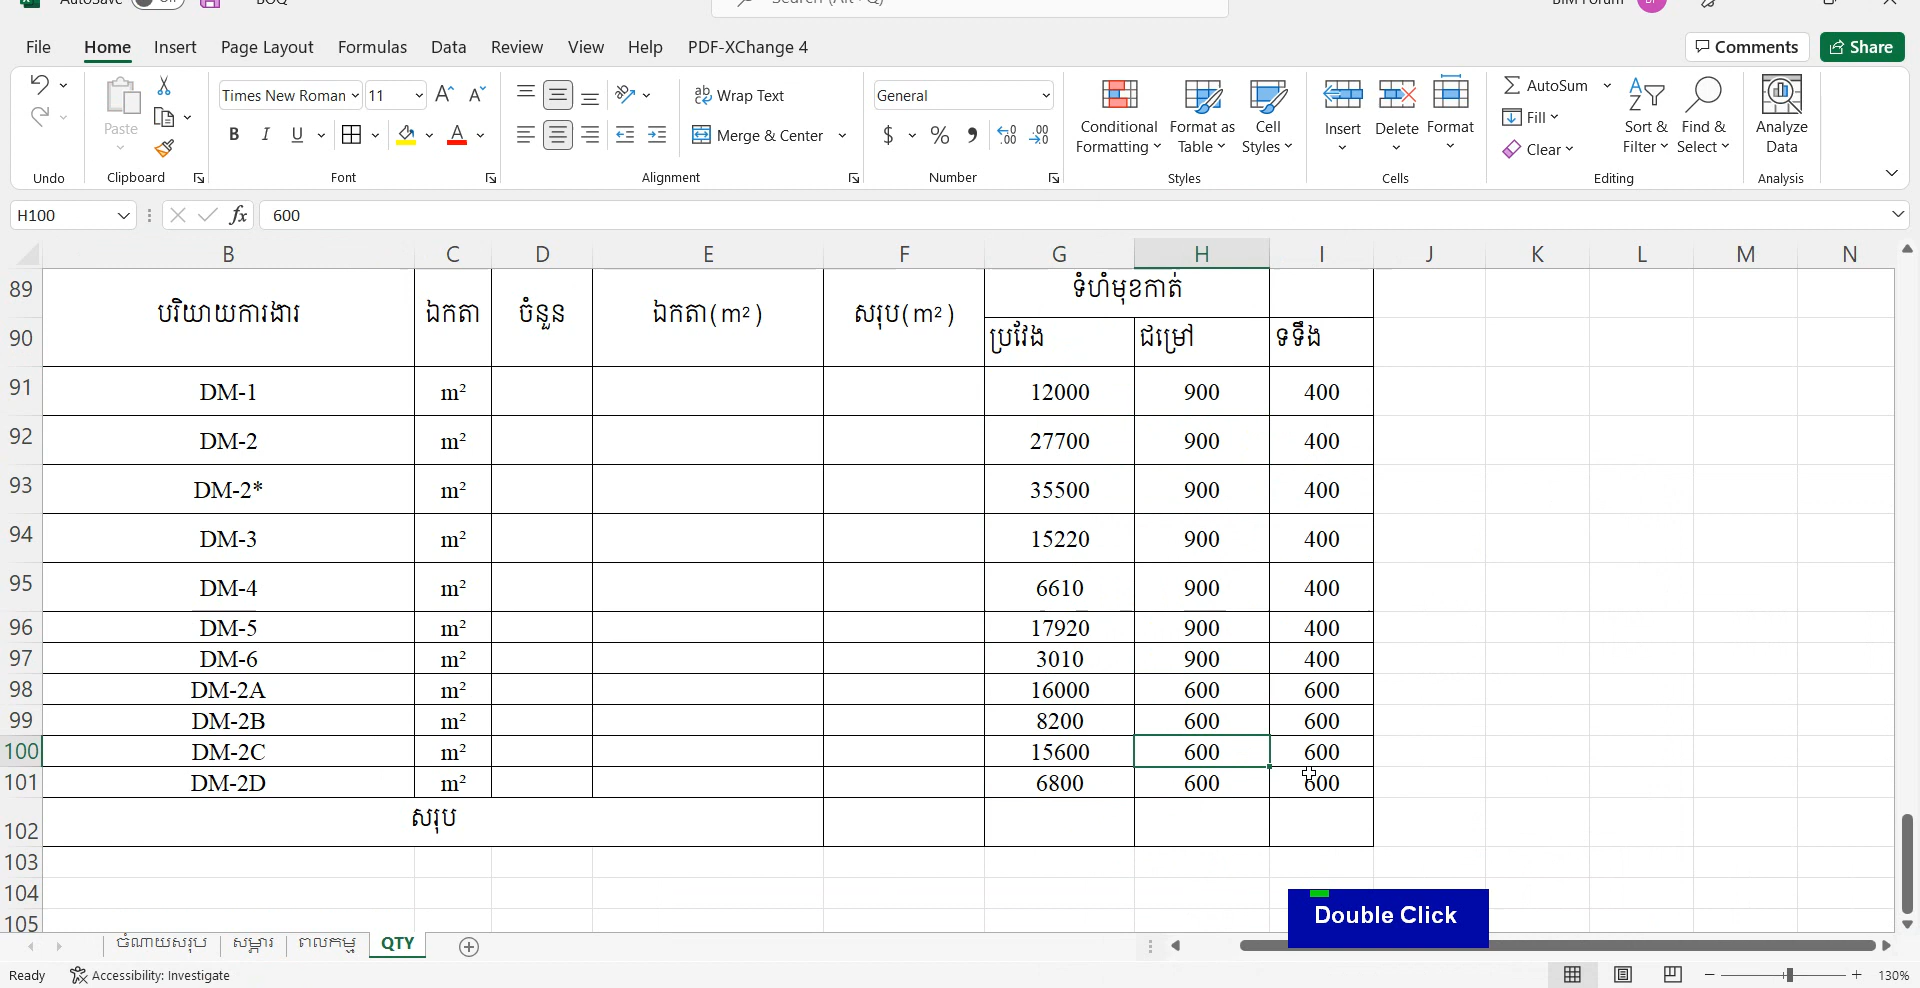 BOQ
File Home Insert Page Layout Formulas Data Review View Help PDF-XChange 4 Comments Share
Times New Roman 11 Wrap Text General AutoSum
Paste B I U Merge & Center $ % Conditional Formatting Format as Table Cell Styles Insert Delete Format Fill Clear Sort & Filter Find & Select Analyze Data
Undo Clipboard Font Alignment Number Styles Cells Editing Analysis
H100 fx 600
B C D E F G H I J K L M N
89 បរិយាយការងារ ឯកតា ចំនួន ឯកតា(m²) សរុប(m²) ទំហំមុខកាត់
90 ប្រវែង ជម្រៅ ទទឹង
91 DM-1 m² 12000 900 400
92 DM-2 m² 27700 900 400
93 DM-2* m² 35500 900 400
94 DM-3 m² 15220 900 400
95 DM-4 m² 6610 900 400
96 DM-5 m² 17920 900 400
97 DM-6 m² 3010 900 400
98 DM-2A m² 16000 600 600
99 DM-2B m² 8200 600 600
100 DM-2C m² 15600 600 600
101 DM-2D m² 6800 600 600
102 សរុប
103
104
105
Double Click
ចំណាយសរុប សម្ភារ ពលកម្ម QTY
Ready Accessibility: Investigate 130%